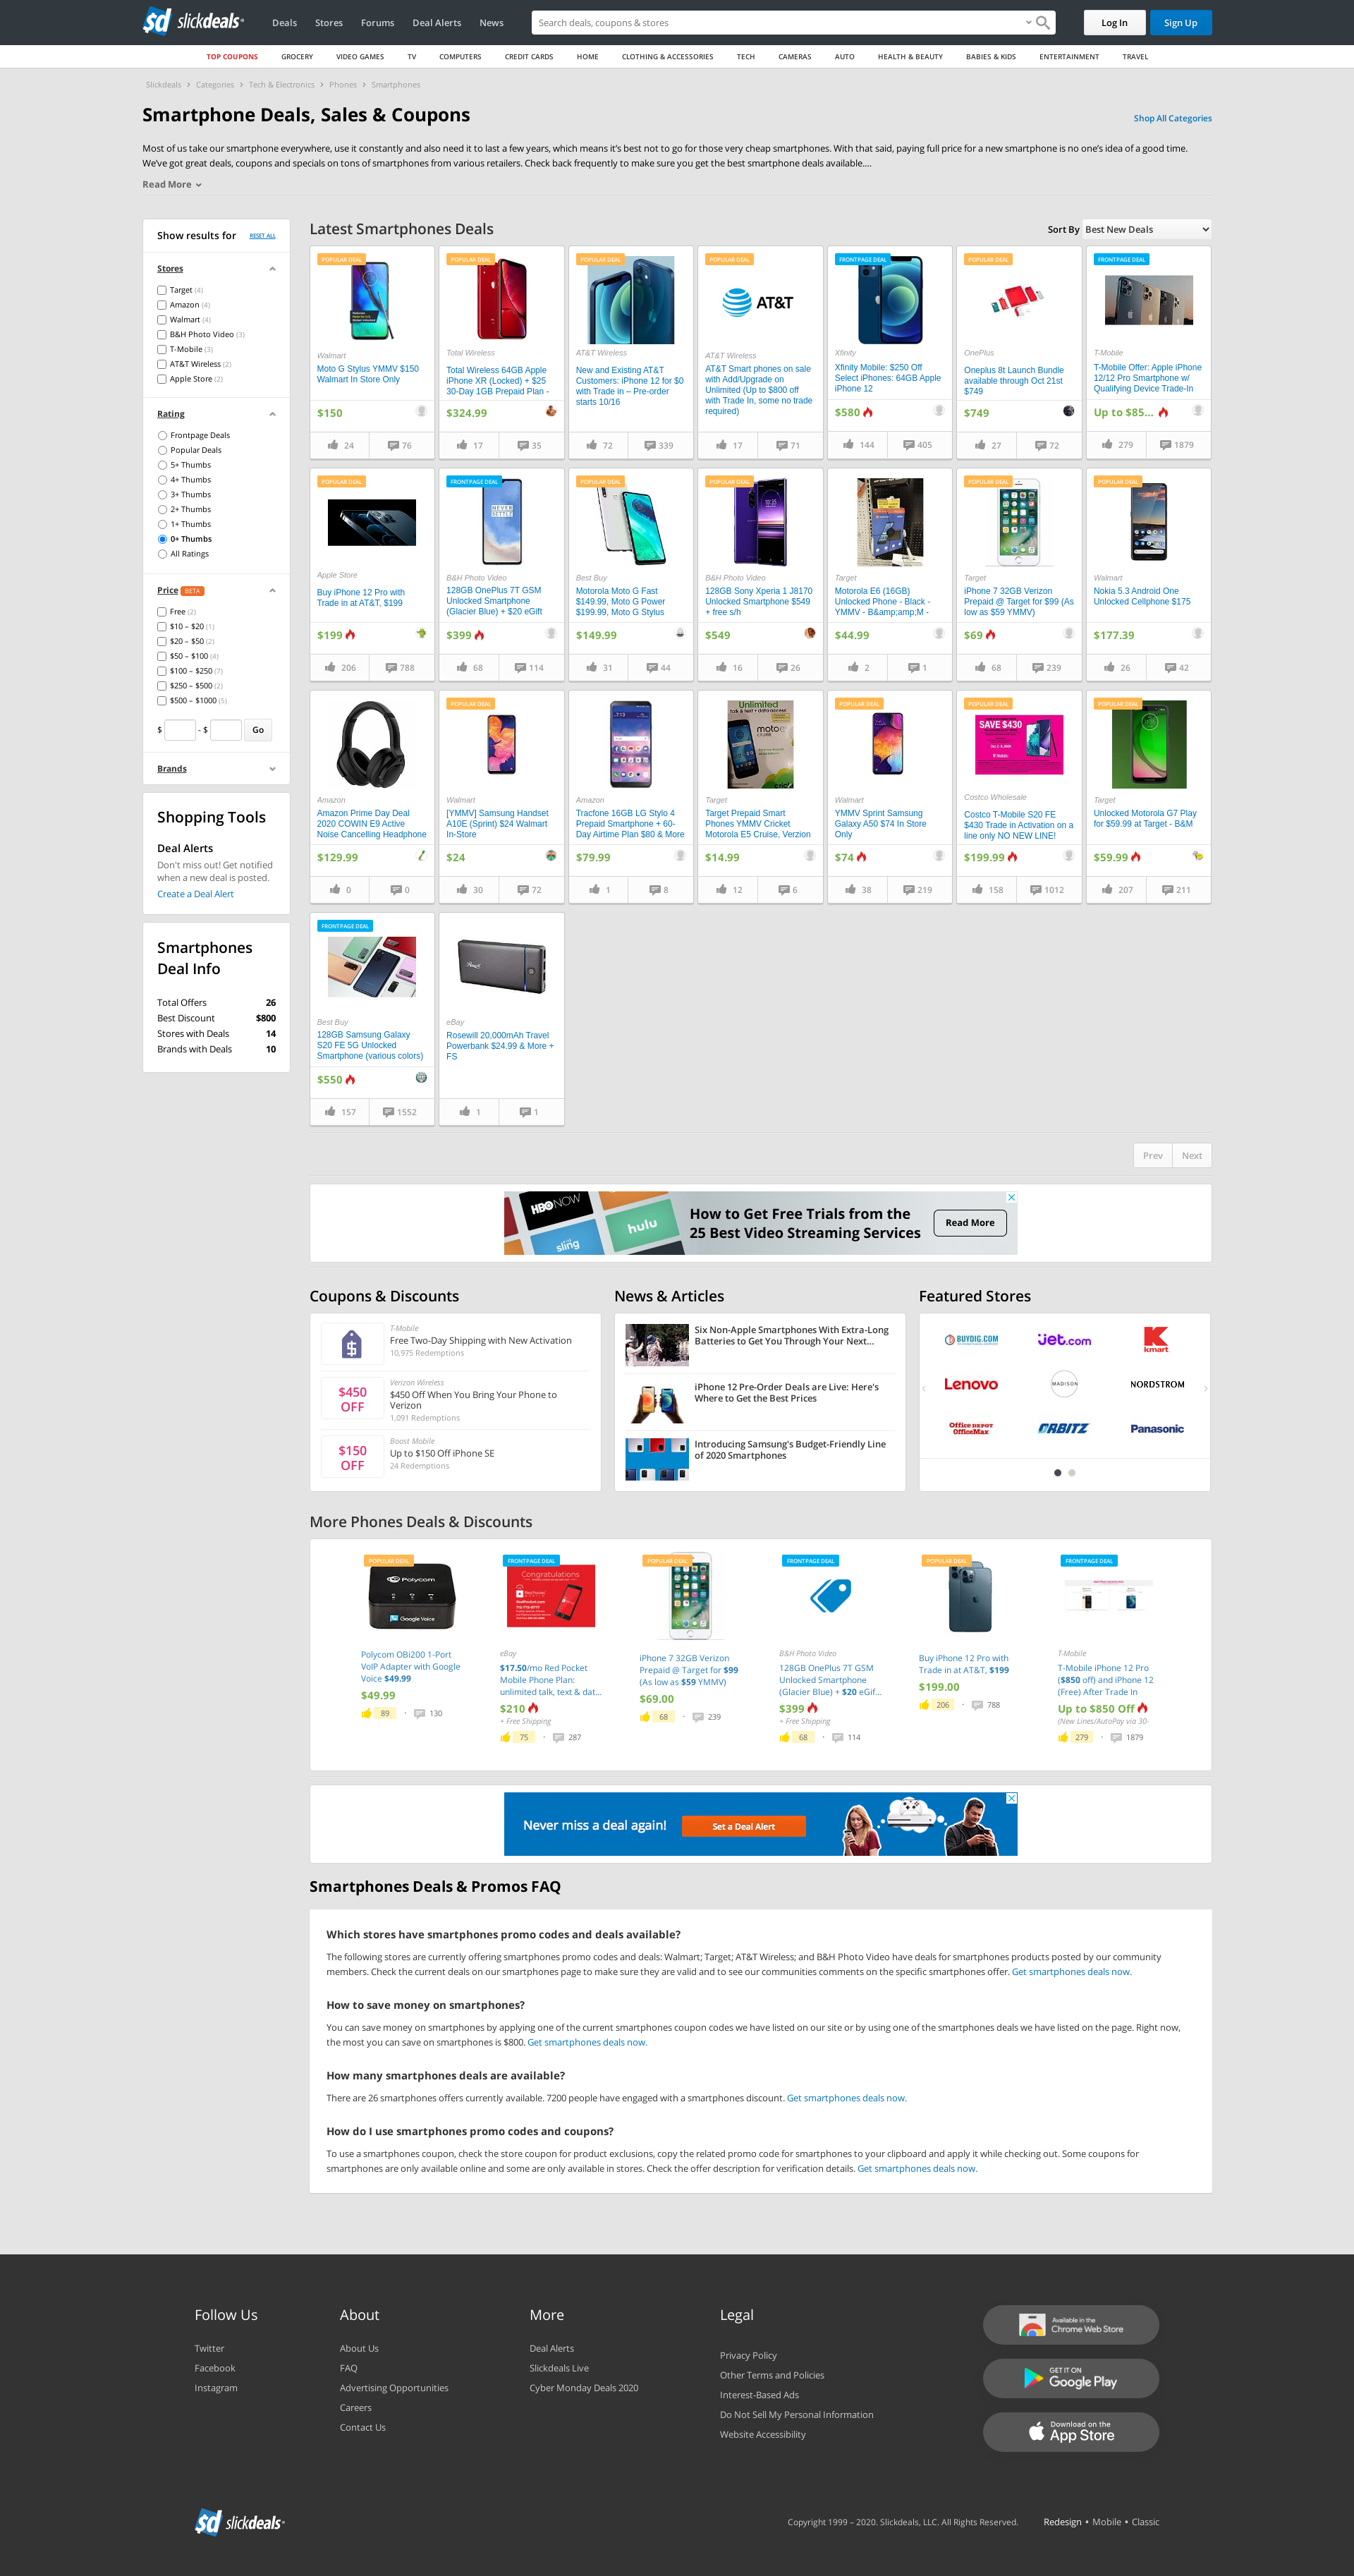 sd slickdeals
Deals Stores Forums Deal Alerts News
Search deals, coupons & stores
Log In
Sign Up
TOP COUPONS GROCERY VIDEO GAMES TV COMPUTERS CREDIT CARDS HOME CLOTHING & ACCESSORIES TECH CAMERAS AUTO HEALTH & BEAUTY BABIES & KIDS ENTERTAINMENT TRAVEL
Slickdeals > Categories > Tech & Electronics > Phones > Smartphones
Smartphone Deals, Sales & Coupons
Shop All Categories
Most of us take our smartphone everywhere, use it constantly and also need it to last a few years, which means it's best not to go for those very cheap smartphones. With that said, paying full price for a new smartphone is no one's idea of a good time.
We've got great deals, coupons and specials on tons of smartphones from various retailers. Check back frequently to make sure you get the best smartphone deals available....
Read More
Show results for
RESET ALL
Stores
Target (4)
Amazon (4)
Walmart (4)
B&H Photo Video (3)
T-Mobile (3)
AT&T Wireless (2)
Apple Store (2)
Rating
Frontpage Deals
Popular Deals
5+ Thumbs
4+ Thumbs
3+ Thumbs
2+ Thumbs
1+ Thumbs
0+ Thumbs
All Ratings
Price BETA
Free (2)
$10 – $20 (1)
$20 – $50 (2)
$50 – $100 (4)
$100 – $250 (7)
$250 – $500 (2)
$500 – $1000 (5)
$ - $ Go
Brands
Shopping Tools
Deal Alerts
Don't miss out! Get notified
when a new deal is posted.
Create a Deal Alert
Smartphones
Deal Info
Total Offers 26
Best Discount $800
Stores with Deals 14
Brands with Deals 10
Latest Smartphones Deals
Sort By Best New Deals
POPULAR DEAL
Walmart
Moto G Stylus YMMV $150
Walmart In Store Only
$150
24 76
POPULAR DEAL
Total Wireless
Total Wireless 64GB Apple
iPhone XR (Locked) + $25
30-Day 1GB Prepaid Plan -
$324.99
17 35
POPULAR DEAL
AT&T Wireless
New and Existing AT&T
Customers: iPhone 12 for $0
with Trade in – Pre-order
starts 10/16
72 339
POPULAR DEAL
AT&T
AT&T Wireless
AT&T Smart phones on sale
with Add/Upgrade on
Unlimited (Up to $800 off
with Trade In, some no trade
required)
17 71
FRONTPAGE DEAL
Xfinity
Xfinity Mobile: $250 Off
Select iPhones: 64GB Apple
iPhone 12
$580
144 405
POPULAR DEAL
OnePlus
Oneplus 8t Launch Bundle
available through Oct 21st
$749
$749
27 72
FRONTPAGE DEAL
T-Mobile
T-Mobile Offer: Apple iPhone
12/12 Pro Smartphone w/
Qualifying Device Trade-In
Up to $85...
279 1879
POPULAR DEAL
Apple Store
Buy iPhone 12 Pro with
Trade in at AT&T, $199
$199
206 788
FRONTPAGE DEAL
NEVER
SETTLE
B&H Photo Video
128GB OnePlus 7T GSM
Unlocked Smartphone
(Glacier Blue) + $20 eGift
$399
68 114
POPULAR DEAL
Best Buy
Motorola Moto G Fast
$149.99, Moto G Power
$199.99, Moto G Stylus
$149.99
31 44
POPULAR DEAL
B&H Photo Video
128GB Sony Xperia 1 J8170
Unlocked Smartphone $549
+ free s/h
$549
16 26
Target
Motorola E6 (16GB)
Unlocked Phone - Black -
YMMV - B&amp;amp;M -
$44.99
2 1
POPULAR DEAL
Target
iPhone 7 32GB Verizon
Prepaid @ Target for $99 (As
low as $59 YMMV)
$69
68 239
POPULAR DEAL
Walmart
Nokia 5.3 Android One
Unlocked Cellphone $175
$177.39
26 42
Amazon
Amazon Prime Day Deal
2020 COWIN E9 Active
Noise Cancelling Headphone
$129.99
0 0
POPULAR DEAL
Walmart
[YMMV] Samsung Handset
A10E (Sprint) $24 Walmart
In-Store
$24
30 72
Amazon
Tracfone 16GB LG Stylo 4
Prepaid Smartphone + 60-
Day Airtime Plan $80 & More
$79.99
1 8
Unlimited
talk & text + data access
moto e
Target
Target Prepaid Smart
Phones YMMV Cricket
Motorola E5 Cruise, Verzion
$14.99
12 6
POPULAR DEAL
Walmart
YMMV Sprint Samsung
Galaxy A50 $74 In Store
Only
$74
38 219
POPULAR DEAL
SAVE $430
Costco Wholesale
Costco T-Mobile S20 FE
$430 Trade in Activation on a
line only NO NEW LINE!
$199.99
158 1012
POPULAR DEAL
Target
Unlocked Motorola G7 Play
for $59.99 at Target - B&M
$59.99
207 211
FRONTPAGE DEAL
Best Buy
128GB Samsung Galaxy
S20 FE 5G Unlocked
Smartphone (various colors)
$550
157 1552
eBay
Rosewill 20,000mAh Travel
Powerbank $24.99 & More +
FS
1 1
Prev Next
HBO NOW
hulu
sling
How to Get Free Trials from the
25 Best Video Streaming Services
Read More
Coupons & Discounts
T-Mobile
Free Two-Day Shipping with New Activation
10,975 Redemptions
$450
OFF
Verizon Wireless
$450 Off When You Bring Your Phone to
Verizon
1,091 Redemptions
$150
OFF
Boost Mobile
Up to $150 Off iPhone SE
24 Redemptions
News & Articles
Six Non-Apple Smartphones With Extra-Long
Batteries to Get You Through Your Next...
iPhone 12 Pre-Order Deals are Live: Here's
Where to Get the Best Prices
Introducing Samsung's Budget-Friendly Line
of 2020 Smartphones
Featured Stores
BUYDIG.COM jet.com kmart
Lenovo MADISON NORDSTROM
Office DEPOT
OfficeMax
ORBITZ Panasonic
More Phones Deals & Discounts
POPULAR DEAL
Polycom
Google Voice
Polycom OBi200 1-Port
VoIP Adapter with Google
Voice $49.99
$49.99
89 · 130
FRONTPAGE DEAL
Congratulations
eBay
$17.50/mo Red Pocket
Mobile Phone Plan:
unlimited talk, text & dat...
$210
+ Free Shipping
75 · 287
POPULAR DEAL
iPhone 7 32GB Verizon
Prepaid @ Target for $99
(As low as $59 YMMV)
$69.00
68 · 239
FRONTPAGE DEAL
B&H Photo Video
128GB OnePlus 7T GSM
Unlocked Smartphone
(Glacier Blue) + $20 eGif...
$399
+ Free Shipping
68 · 114
POPULAR DEAL
Buy iPhone 12 Pro with
Trade in at AT&T, $199
$199.00
206 · 788
FRONTPAGE DEAL
T-Mobile
T-Mobile iPhone 12 Pro
($850 off) and iPhone 12
(Free) After Trade In
Up to $850 Off
(New Lines/AutoPay via 30-
279 · 1879
Never miss a deal again!
Set a Deal Alert
Smartphones Deals & Promos FAQ
Which stores have smartphones promo codes and deals available?
The following stores are currently offering smartphones promo codes and deals: Walmart; Target; AT&T Wireless; and B&H Photo Video have deals for smartphones products posted by our community
members. Check the current deals on our smartphones page to make sure they are valid and to see our communities comments on the specific smartphones offer. Get smartphones deals now.
How to save money on smartphones?
You can save money on smartphones by applying one of the current smartphones coupon codes we have listed on our site or by using one of the smartphones deals we have listed on the page. Right now,
the most you can save on smartphones is $800. Get smartphones deals now.
How many smartphones deals are available?
There are 26 smartphones offers currently available. 7200 people have engaged with a smartphones discount. Get smartphones deals now.
How do I use smartphones promo codes and coupons?
To use a smartphones coupon, check the store coupon for product exclusions, copy the related promo code for smartphones to your clipboard and apply it while checking out. Some coupons for
smartphones are only available online and some are only available in stores. Check the offer description for verification details. Get smartphones deals now.
Follow Us
Twitter
Facebook
Instagram
About
About Us
FAQ
Advertising Opportunities
Careers
Contact Us
More
Deal Alerts
Slickdeals Live
Cyber Monday Deals 2020
Legal
Privacy Policy
Other Terms and Policies
Interest-Based Ads
Do Not Sell My Personal Information
Website Accessibility
Available in the
Chrome Web Store
GET IT ON
Google Play
Download on the
App Store
sd slickdeals
Copyright 1999 – 2020. Slickdeals, LLC. All Rights Reserved.
Redesign • Mobile • Classic